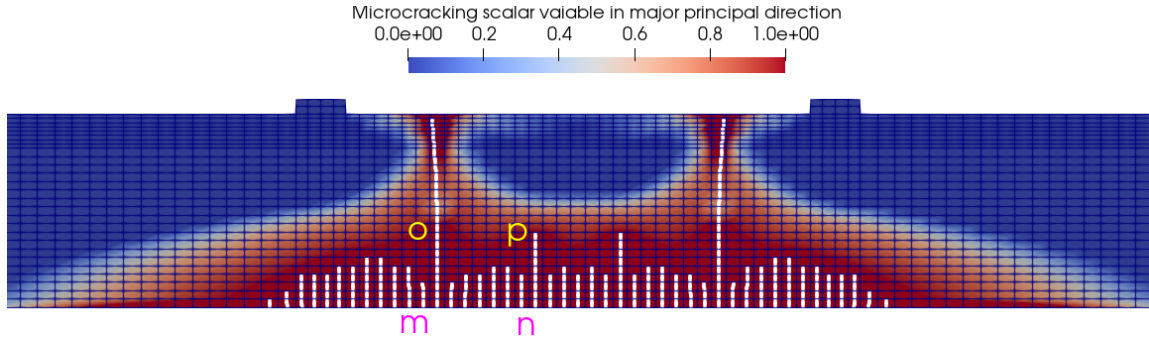 Microcracking scalar vaiable in major principal direction
0.0e+00 0.2 0.4 0.6 0.8 1.0e+00
o p
m n